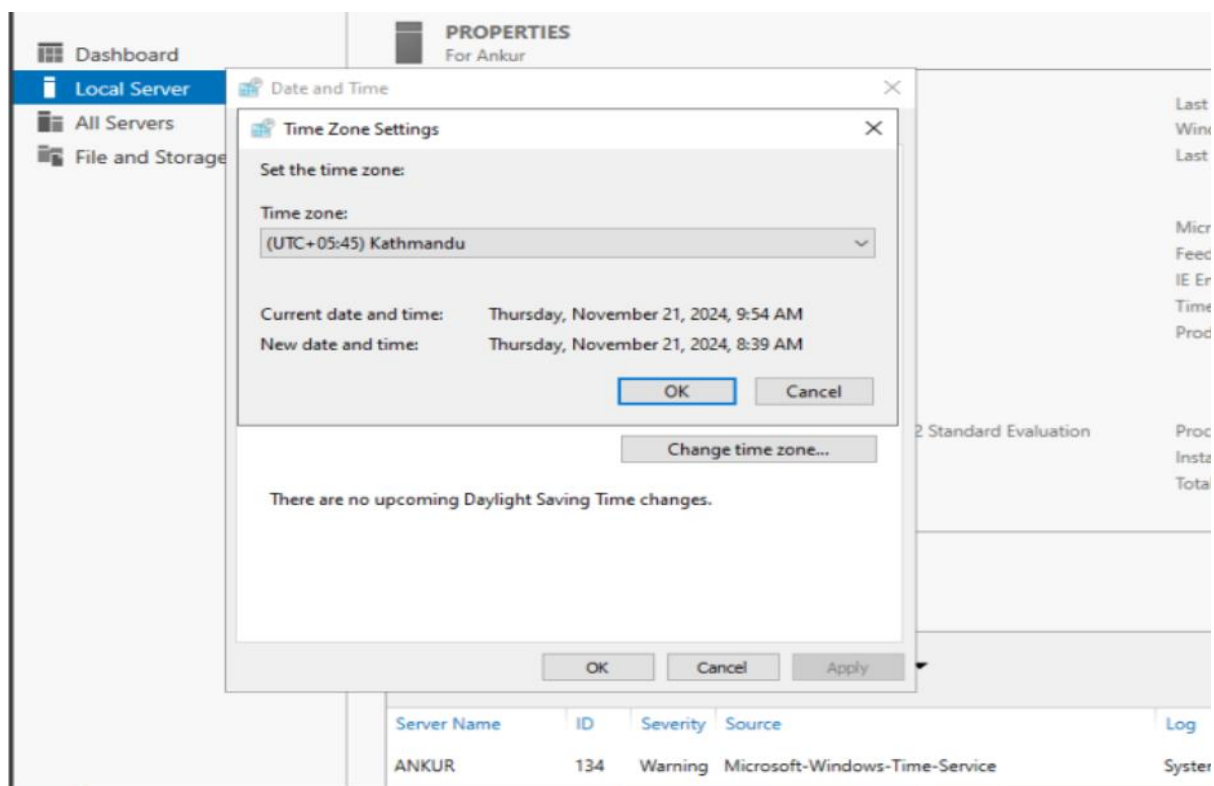 PROPERTIES
For Ankur
Dashboard
Local Server
All Servers
File and Storage
Date and Time
Time Zone Settings
Set the time zone:
Time zone:
(UTC+05:45) Kathmandu
Current date and time: Thursday, November 21, 2024, 9:54 AM
New date and time: Thursday, November 21, 2024, 8:39 AM
OK Cancel
Change time zone...
There are no upcoming Daylight Saving Time changes.
OK Cancel Apply
Last
Last
IE
Time
2 Standard Evaluation
Server Name ID Severity Source Log
ANKUR 134 Warning Microsoft-Windows-Time-Service